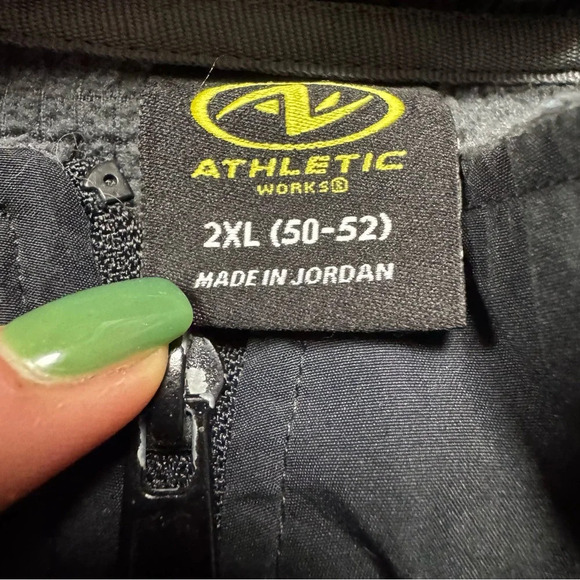 ATHLETIC
WORKS®
2XL (50-52)
MADE IN JORDAN